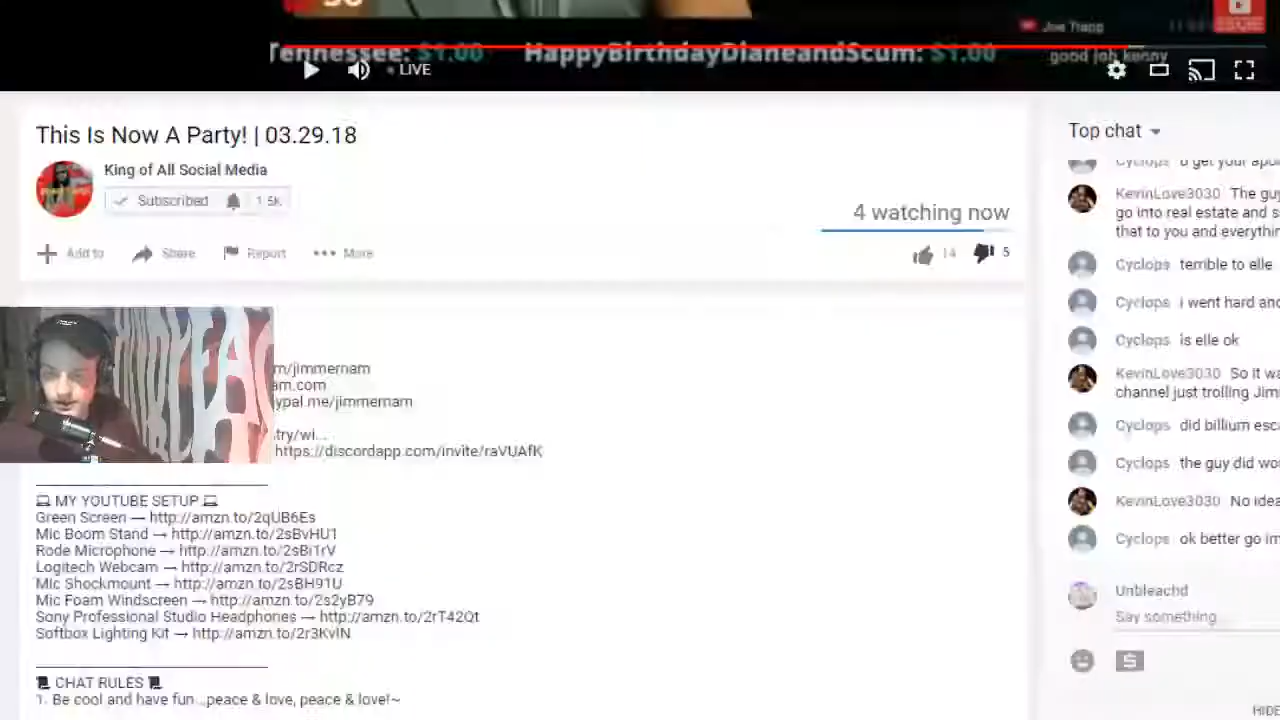 Tennessee: $1.00 HappyBirthdayDianeandScum: $1.00
Joe Trapp
good job kenny
LIVE
This Is Now A Party! | 03.29.18
King of All Social Media
Subscribed 1.5K
4 watching now
Add to Share Report More
14 5
m/jimmernam
am.com
ypal.me/jimmernam
try/wi...
https://discordapp.com/invite/raVUAfK
MY YOUTUBE SETUP
Green Screen → http://amzn.to/2qUB6Es
Mic Boom Stand → http://amzn.to/2sBvHU1
Rode Microphone → http://amzn.to/2sBi1rV
Logitech Webcam → http://amzn.to/2rSDRcz
Mic Shockmount → http://amzn.to/2sBH91U
Mic Foam Windscreen → http://amzn.to/2s2yB79
Sony Professional Studio Headphones → http://amzn.to/2rT42Qt
Softbox Lighting Kit → http://amzn.to/2r3KvlN
CHAT RULES
1. Be cool and have fun...peace & love, peace & love!~
Top chat
Cyclops u get your apo
KevinLove3030 The guy
go into real estate and s
that to you and everythin
Cyclops terrible to elle
Cyclops i went hard and
Cyclops is elle ok
KevinLove3030 So it wa
channel just trolling Jim
Cyclops did billium esc
Cyclops the guy did wo
KevinLove3030 No idea
Cyclops ok better go im
Unbleachd
Say something...
HIDE